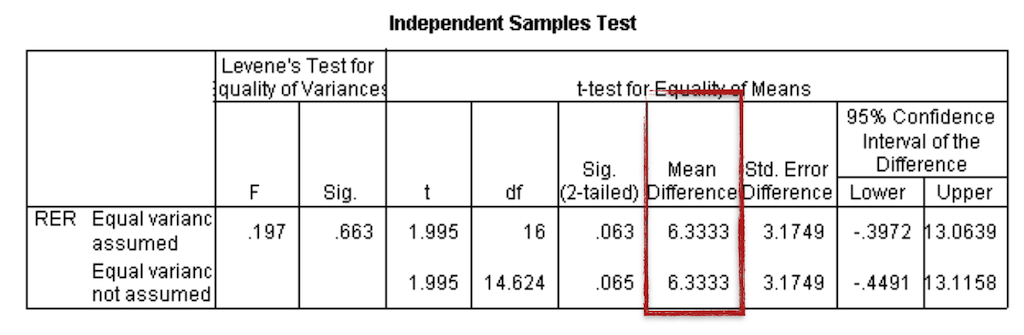 Independent Samples Test
Levene's Test for
quality of Variances
t-test for Equality of Means
95% Confidence
Interval of the
Difference
Sig.
(2-tailed)
Mean
Difference
Std. Error
Difference
F
Sig.
t
df
Lower
Upper
RER Equal varianc
assumed
.197 .663 1.995 16 .063 6.3333 3.1749 -.3972 13.0639
Equal varianc
not assumed
1.995 14.624 .065 6.3333 3.1749 -.4491 13.1158